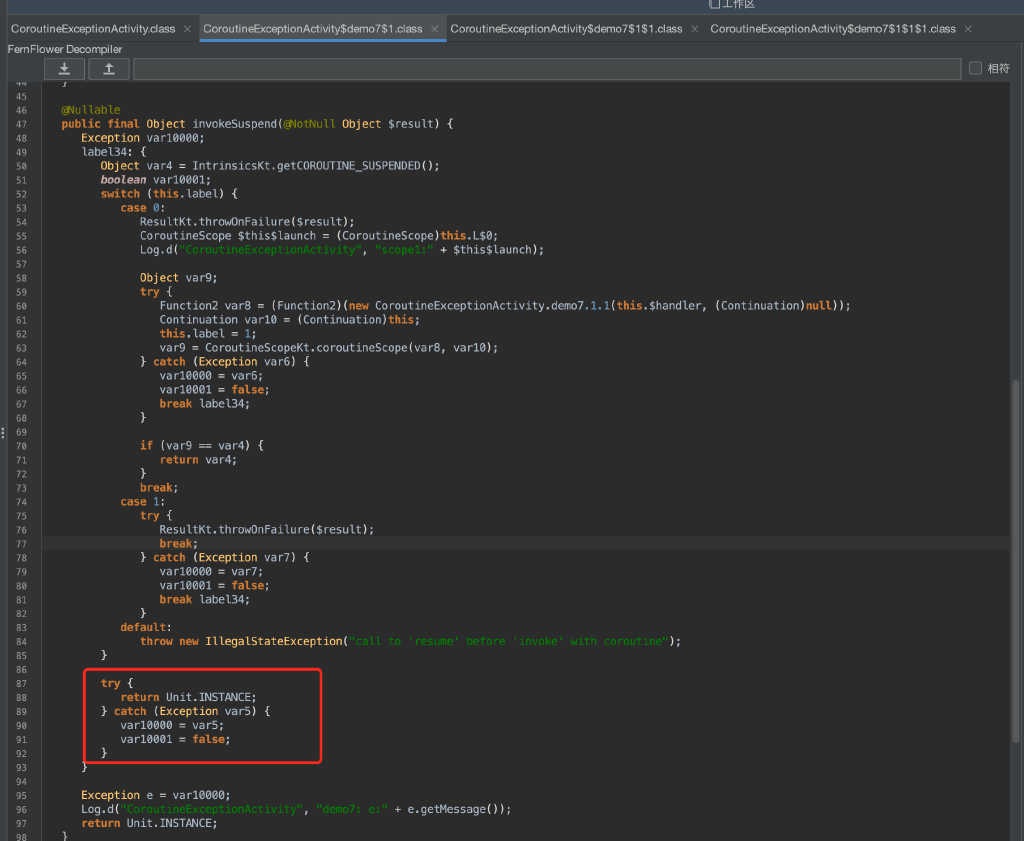 工作区
CoroutineExceptionActivity.class × CoroutineExceptionActivity$demo7$1.class × CoroutineExceptionActivity$demo7$1$1.class × CoroutineExceptionActivity$demo7$1$1$1.class ×
FernFlower Decompiler
相符
44 }
45
46 @Nullable
47 public final Object invokeSuspend(@NotNull Object $result) {
48 Exception var10000;
49 label34: {
50 Object var4 = IntrinsicsKt.getCOROUTINE_SUSPENDED();
51 boolean var10001;
52 switch (this.label) {
53 case 0:
54 ResultKt.throwOnFailure($result);
55 CoroutineScope $this$launch = (CoroutineScope)this.L$0;
56 Log.d("CoroutineExceptionActivity", "scope1:" + $this$launch);
57
58 Object var9;
59 try {
60 Function2 var8 = (Function2)(new CoroutineExceptionActivity.demo7.1.1(this.$handler, (Continuation)null));
61 Continuation var10 = (Continuation)this;
62 this.label = 1;
63 var9 = CoroutineScopeKt.coroutineScope(var8, var10);
64 } catch (Exception var6) {
65 var10000 = var6;
66 var10001 = false;
67 break label34;
68 }
69
70 if (var9 == var4) {
71 return var4;
72 }
73 break;
74 case 1:
75 try {
76 ResultKt.throwOnFailure($result);
77 break;
78 } catch (Exception var7) {
79 var10000 = var7;
80 var10001 = false;
81 break label34;
82 }
83 default:
84 throw new IllegalStateException("call to 'resume' before 'invoke' with coroutine");
85 }
86
87 try {
88 return Unit.INSTANCE;
89 } catch (Exception var5) {
90 var10000 = var5;
91 var10001 = false;
92 }
93 }
94
95 Exception e = var10000;
96 Log.d("CoroutineExceptionActivity", "demo7: e:" + e.getMessage());
97 return Unit.INSTANCE;
98 }